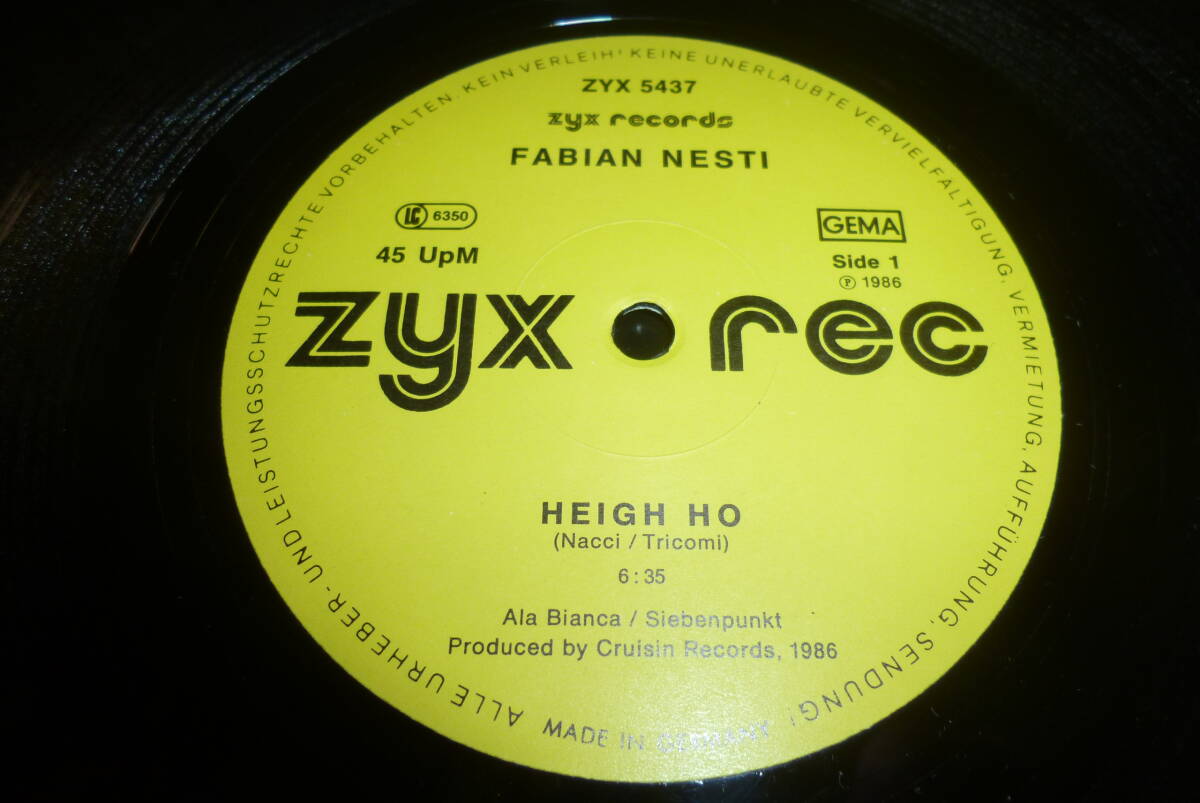 ALLE URHEBER- UND LEISTUNGSSCHUTZRECHTE VORBEHALTEN. KEIN VERLEIH! KEINE UNERLAUBTE VERVIELFÄLTIGUNG, VERMIETUNG, AUFFÜHRUNG, SENDUNG!
ZYX 5437
zyx records
FABIAN NESTI
LC 6350
GEMA
45 UpM
Side 1
℗ 1986
zyx rec
HEIGH HO
(Nacci / Tricomi)
6:35
Ala Bianca / Siebenpunkt
Produced by Cruisin Records, 1986
MADE IN GERMANY